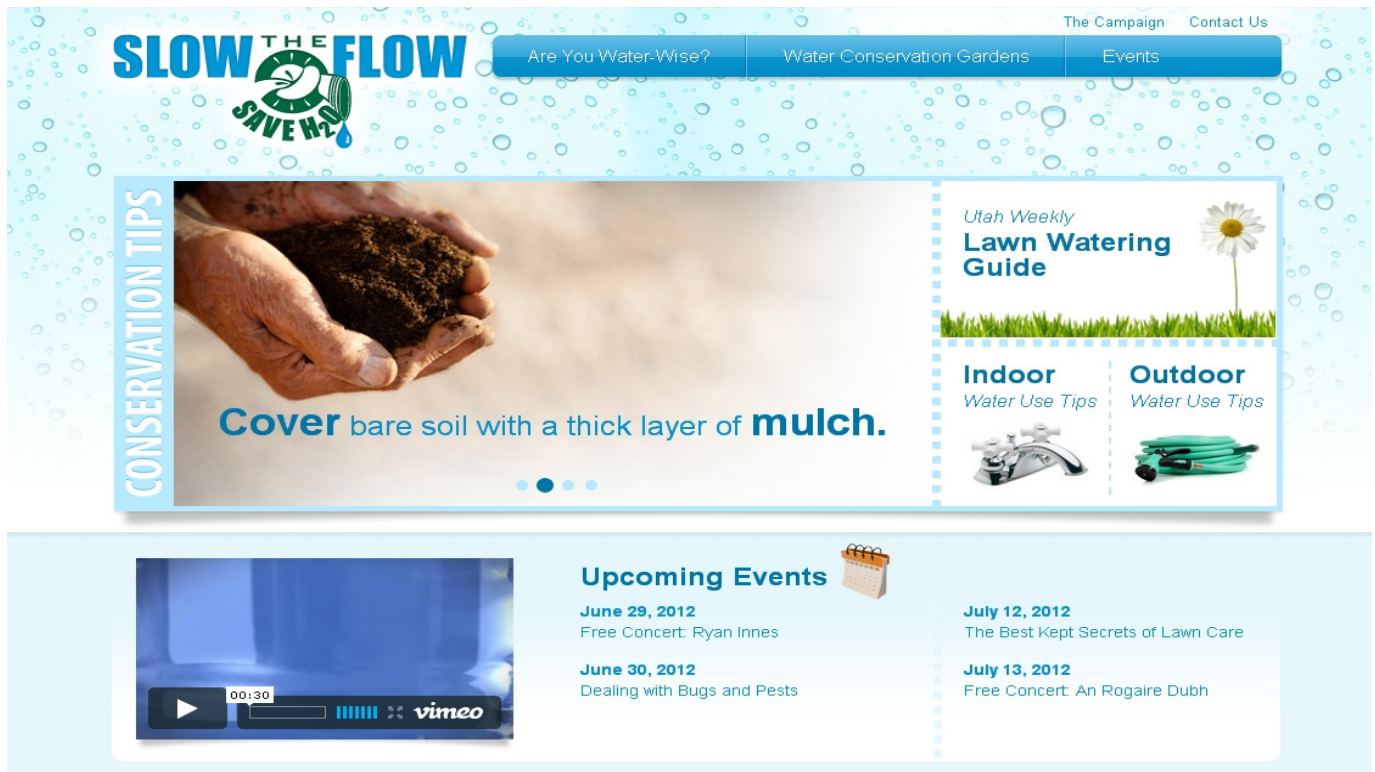 The Campaign Contact Us
SLOW THE FLOW
SAVE H2O
Are You Water-Wise? Water Conservation Gardens Events
CONSERVATION TIPS
Cover bare soil with a thick layer of mulch.
Utah Weekly
Lawn Watering
Guide
Indoor
Water Use Tips
Outdoor
Water Use Tips
00:30
vimeo
Upcoming Events
June 29, 2012
Free Concert: Ryan Innes
June 30, 2012
Dealing with Bugs and Pests
July 12, 2012
The Best Kept Secrets of Lawn Care
July 13, 2012
Free Concert: An Rogaire Dubh